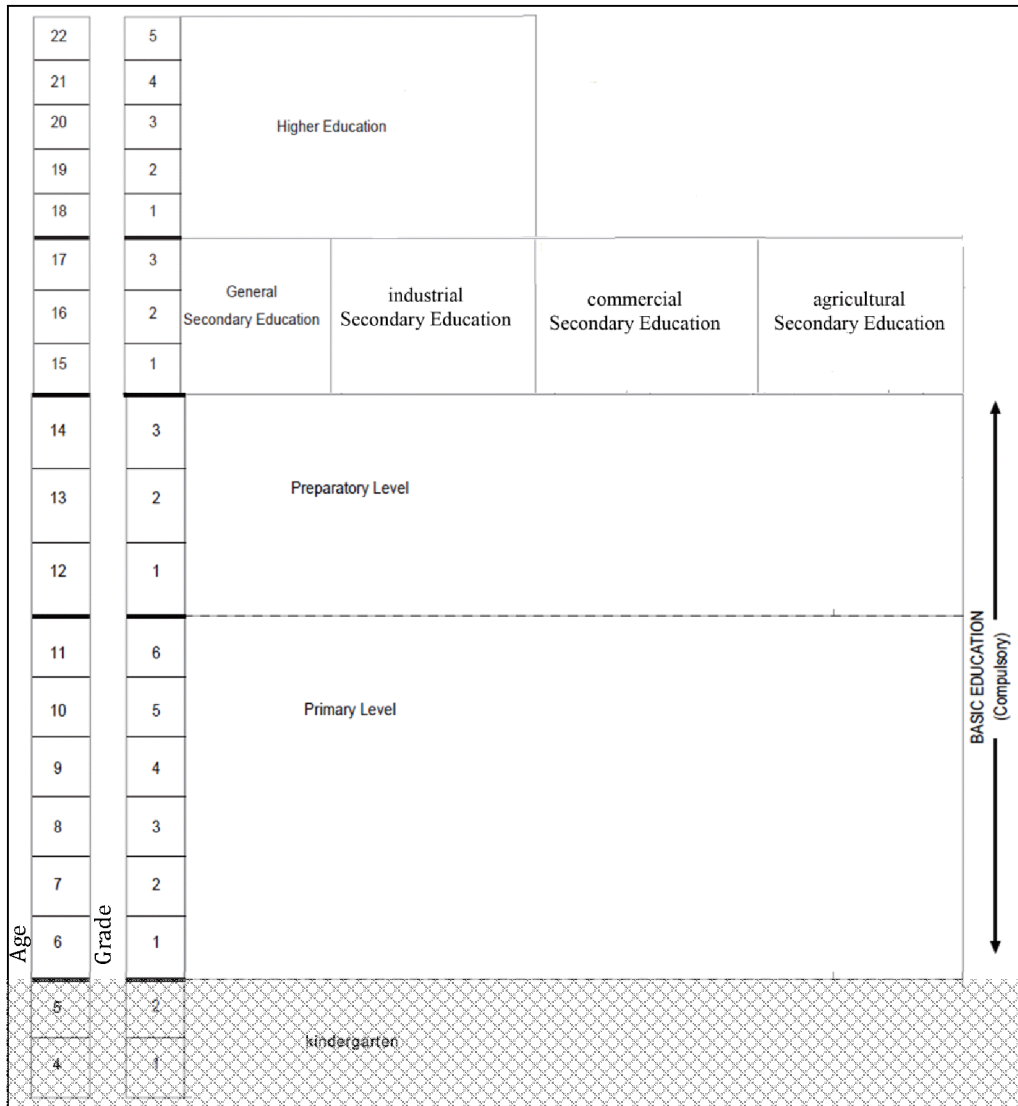 22 5
21 4
20 3
Higher Education
19 2
18 1
17 3
16 2
15 1
General
Secondary Education
industrial
Secondary Education
commercial
Secondary Education
agricultural
Secondary Education
14 3
13 2
12 1
Preparatory Level
11 6
10 5
9 4
8 3
7 2
6 1
Primary Level
Age
Grade
BASIC EDUCATION
(Compulsory)
5 2
4 1
kindergarten